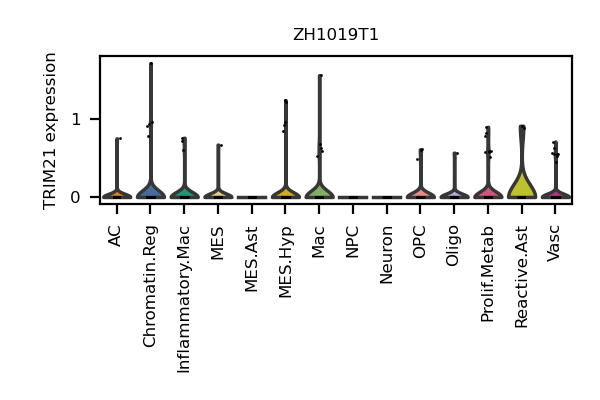 ZH1019T1
TRIM21 expression
1
0
AC
Chromatin.Reg
Inflammatory.Mac
MES
MES.Ast
MES.Hyp
Mac
NPC
Neuron
OPC
Oligo
Prolif.Metab
Reactive.Ast
Vasc